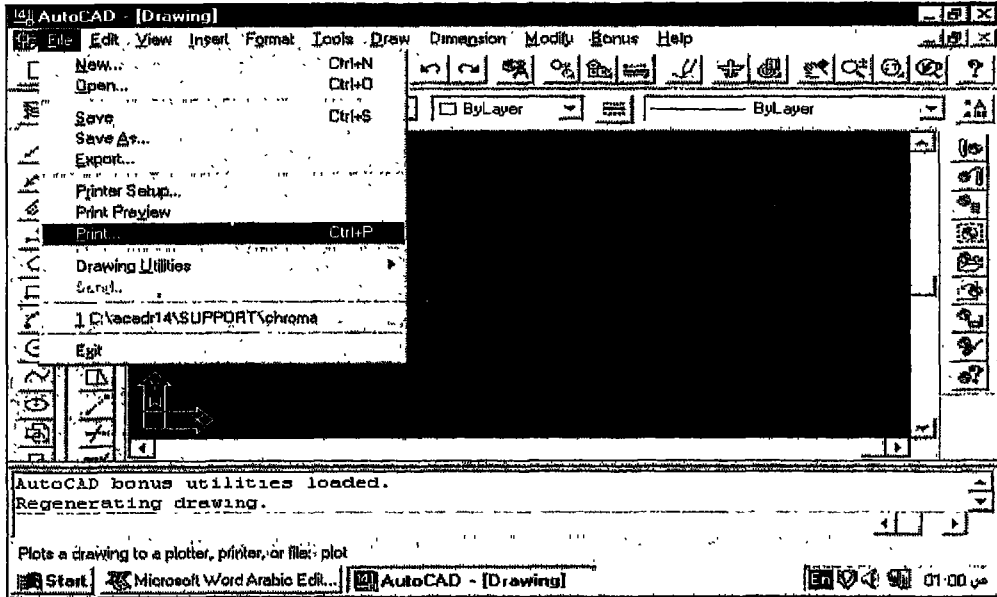 AutoCAD - [Drawing]
File Edit View Insert Format Tools Draw Dimension Modify Bonus Help
New... Ctrl+N
Open... Ctrl+O
ByLayer ByLayer
Save Ctrl+S
Save As...
Export...
Printer Setup...
Print Preview
Print... Ctrl+P
Drawing Utilities
Send...
1 C:\acadr14\SUPPORT\chroma
Exit
W
AutoCAD bonus utilities loaded.
Regenerating drawing.
Plots a drawing to a plotter, printer, or file: plot
Start Microsoft Word Arabic Edit... AutoCAD - [Drawing] En 01:00 ص